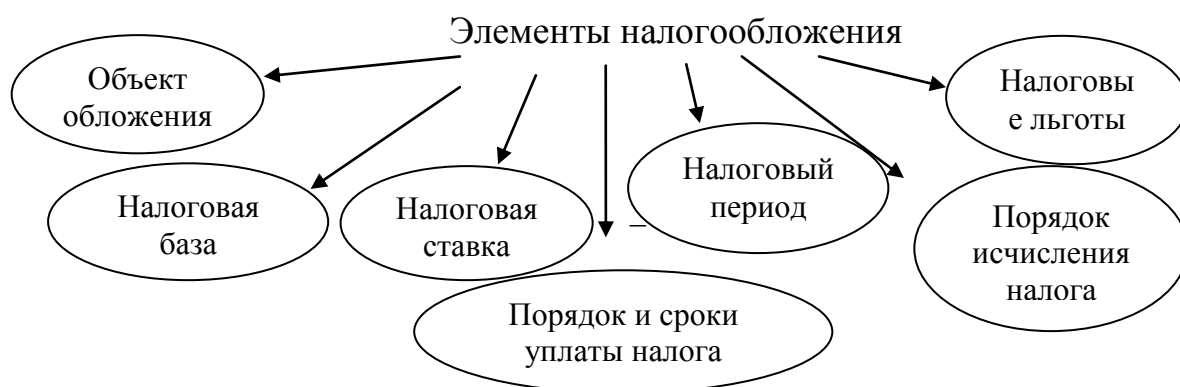 Элементы налогообложения
Объект
обложения
Налоговы
е льготы
Налоговая
база
Налоговая
ставка
Налоговый
период
–
Порядок
исчисления
налога
Порядок и сроки
уплаты налога